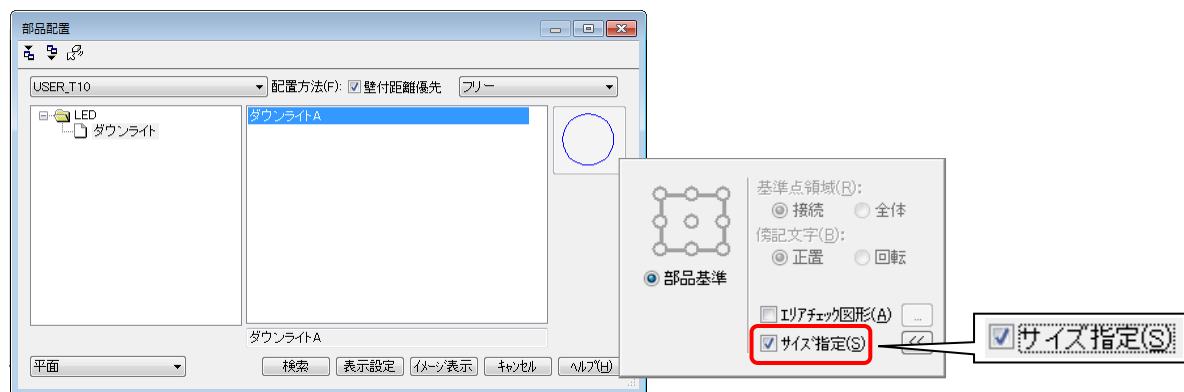 部品配置
USER_T10
配置方法(F):
壁付距離優先
フリー
LED
ダウンライト
ダウンライトA
ダウンライトA
平面
検索
表示設定
イメージ表示
キャンセル
ヘルプ(H)
基準点領域(R):
接続
全体
傍記文字(B):
正置
回転
部品基準
エリアチェック図形(A)
...
サイズ指定(S)
<<
サイズ指定(S)